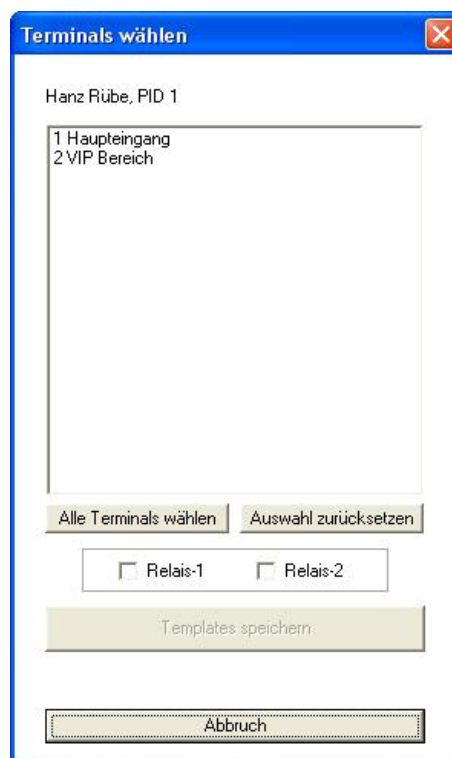 Terminals wählen
Hanz Rübe, PID 1
1 Haupteingang
2 VIP Bereich
Alle Terminals wählen Auswahl zurücksetzen
Relais-1 Relais-2
Templates speichern
Abbruch